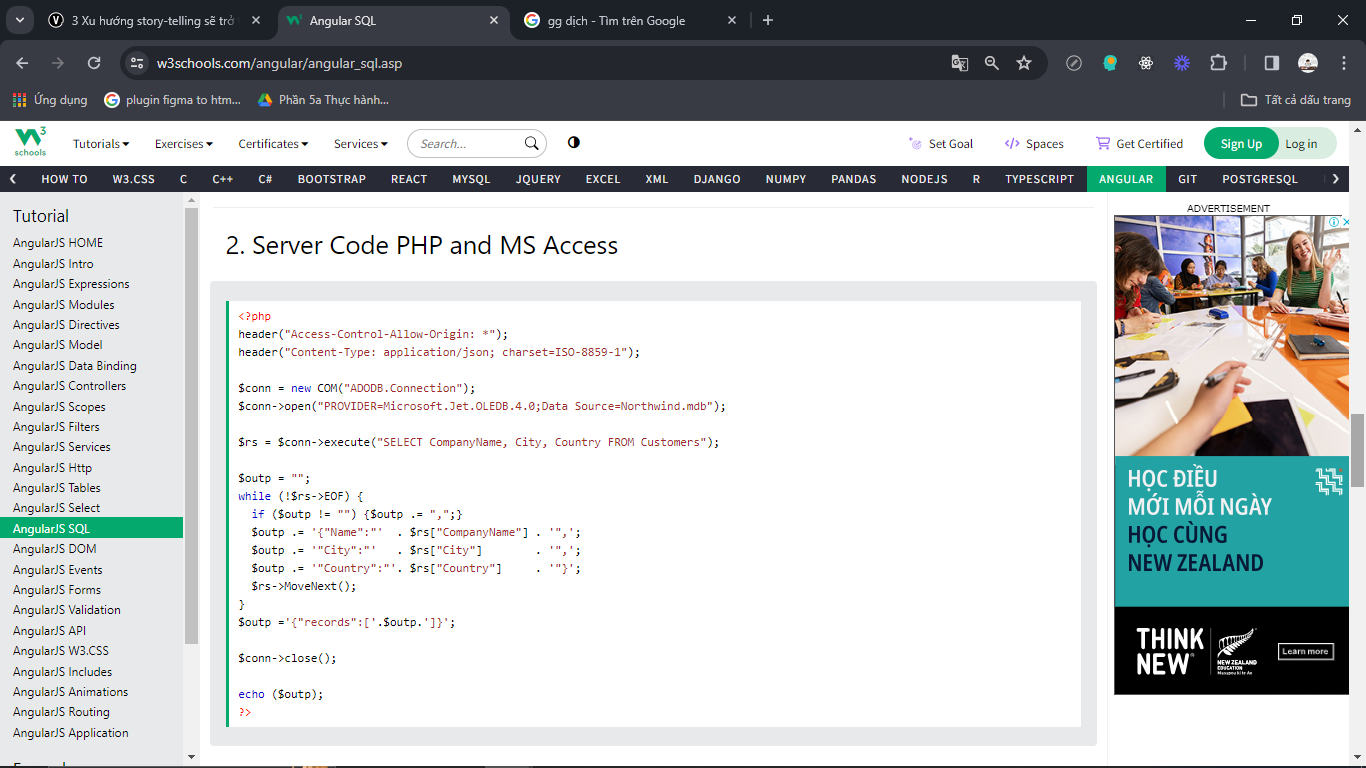 3 Xu hướng story-telling sẽ trở
Angular SQL
gg dịch - Tìm trên Google
w3schools.com/angular/angular_sql.asp
Ứng dụng
plugin figma to htm...
Phần 5a Thực hành...
Tất cả dấu trang
W3
schools
Tutorials
Exercises
Certificates
Services
Search...
Set Goal
Spaces
Get Certified
Sign Up
Log in
HOW TO W3.CSS C C++ C# BOOTSTRAP REACT MYSQL JQUERY EXCEL XML DJANGO NUMPY PANDAS NODEJS R TYPESCRIPT ANGULAR GIT POSTGRESQL
Tutorial
AngularJS HOME
AngularJS Intro
AngularJS Expressions
AngularJS Modules
AngularJS Directives
AngularJS Model
AngularJS Data Binding
AngularJS Controllers
AngularJS Scopes
AngularJS Filters
AngularJS Services
AngularJS Http
AngularJS Tables
AngularJS Select
AngularJS SQL
AngularJS DOM
AngularJS Events
AngularJS Forms
AngularJS Validation
AngularJS API
AngularJS W3.CSS
AngularJS Includes
AngularJS Animations
AngularJS Routing
AngularJS Application
2. Server Code PHP and MS Access
<?php
header("Access-Control-Allow-Origin: *");
header("Content-Type: application/json; charset=ISO-8859-1");
$conn = new COM("ADODB.Connection");
$conn->open("PROVIDER=Microsoft.Jet.OLEDB.4.0;Data Source=Northwind.mdb");
$rs = $conn->execute("SELECT CompanyName, City, Country FROM Customers");
$outp = "";
while (!$rs->EOF) {
  if ($outp != "") {$outp .= ",";}
  $outp .= '{"Name":"'  . $rs["CompanyName"] . '",';
  $outp .= '"City":"'   . $rs["City"]        . '",';
  $outp .= '"Country":"'. $rs["Country"]     . '"}';
  $rs->MoveNext();
}
$outp ='{"records":['.$outp.']}';
$conn->close();
echo ($outp);
?>
ADVERTISEMENT
HỌC ĐIỀU
MỚI MỖI NGÀY
HỌC CÙNG
NEW ZEALAND
THINK
NEW
NEW ZEALAND
EDUCATION
Manapou ki te Ao
Learn more